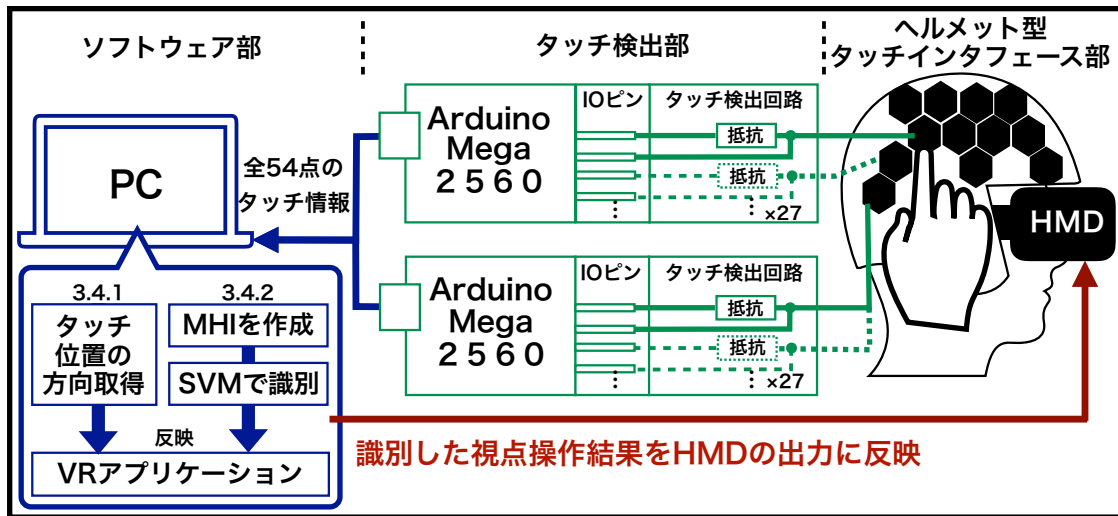 ソフトウェア部
タッチ検出部
ヘルメット型
タッチインタフェース部
PC
全54点の
タッチ情報
Arduino
Mega
２５６０
IOピン
タッチ検出回路
抵抗
抵抗
⋮
⋮ ×27
Arduino
Mega
２５６０
IOピン
タッチ検出回路
抵抗
抵抗
⋮
⋮ ×27
HMD
3.4.1
タッチ
位置の
方向取得
3.4.2
MHIを作成
SVMで識別
反映
VRアプリケーション
識別した視点操作結果をHMDの出力に反映